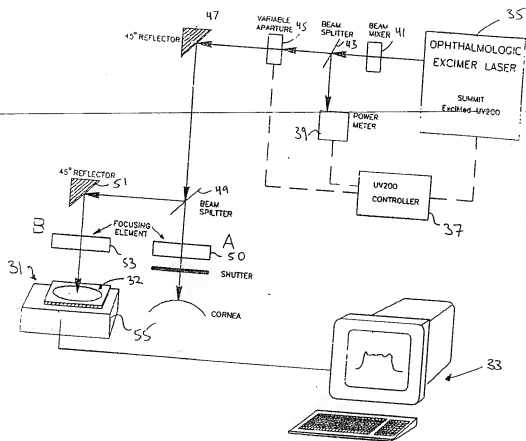 47
45° REFLECTOR
VARIABLE
APARTURE
45
BEAM
SPLITTER
43
BEAM
MIXER
41
35
OPHTHALMOLOGIC
EXCIMER LASER
SUMMIT
ExciMed-UV200
POWER
METER
39
UV200
CONTROLLER
37
45° REFLECTOR
51
49
BEAM
SPLITTER
B
FOCUSING
ELEMENT
A
53
50
SHUTTER
31
32
55
CORNEA
33